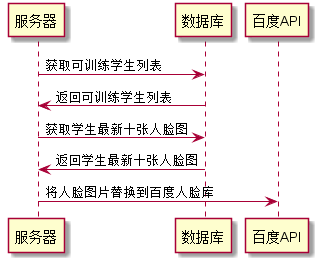 服务器 数据库 百度API
获取可训练学生列表
返回可训练学生列表
获取学生最新十张人脸图
返回学生最新十张人脸图
将人脸图片替换到百度人脸库
服务器 数据库 百度API